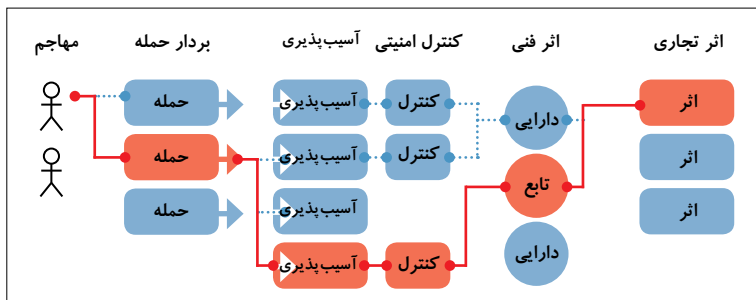 مهاجم
بردار حمله
آسیب‌پذیری
کنترل امنیتی
اثر فنی
اثر تجاری
حمله
آسیب‌پذیری
کنترل
دارایی
اثر
حمله
آسیب‌پذیری
کنترل
تابع
اثر
حمله
آسیب‌پذیری
اثر
آسیب‌پذیری
کنترل
دارایی